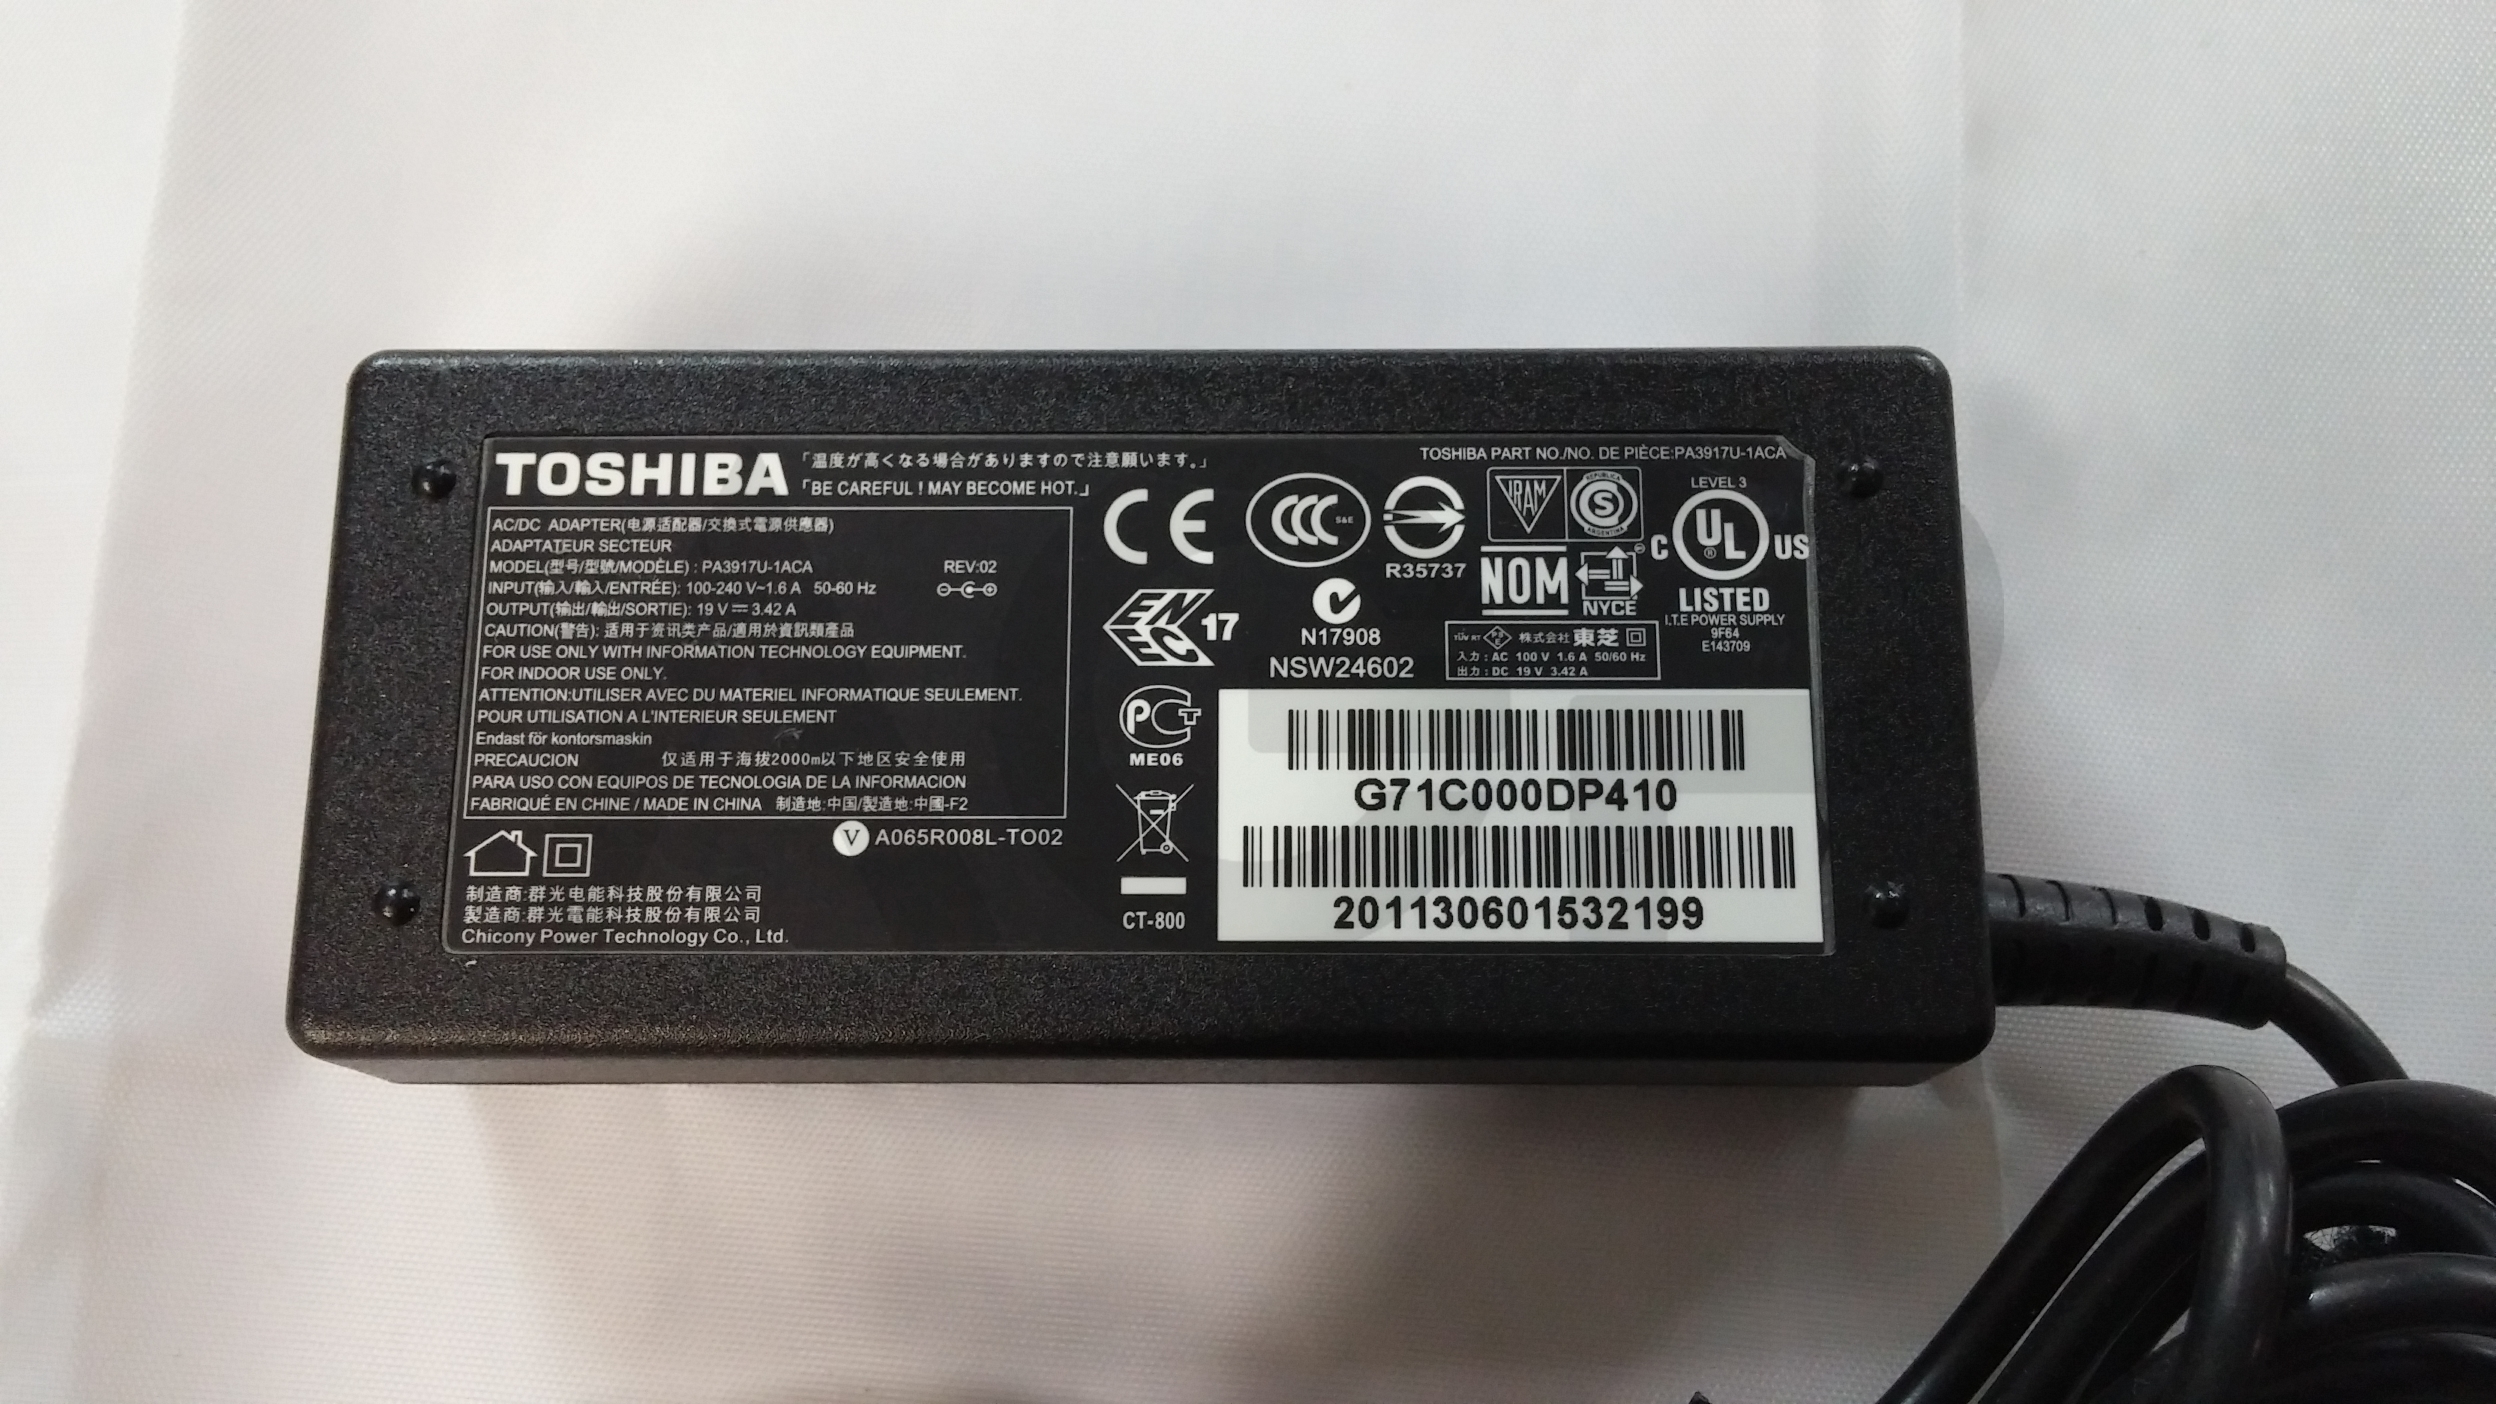 TOSHIBA
「温度が高くなる場合がありますので注意願います。」
「BE CAREFUL ! MAY BECOME HOT.」
TOSHIBA PART NO./NO. DE PIÈCE:PA3917U-1ACA
AC/DC ADAPTER(电源适配器/交換式電源供應器)
ADAPTATEUR SECTEUR
MODEL(型号/型號/MODÈLE) : PA3917U-1ACA REV:02
INPUT(输入/輸入/ENTRÉE): 100-240 V~1.6 A 50-60 Hz
OUTPUT(输出/輸出/SORTIE): 19 V⎓3.42 A
CAUTION(警告): 适用于资讯类产品/適用於資訊類產品
FOR USE ONLY WITH INFORMATION TECHNOLOGY EQUIPMENT.
FOR INDOOR USE ONLY.
ATTENTION:UTILISER AVEC DU MATERIEL INFORMATIQUE SEULEMENT.
POUR UTILISATION A L'INTERIEUR SEULEMENT
Endast för kontorsmaskin
PRECAUCION 仅适用于海拔2000m以下地区安全使用
PARA USO CON EQUIPOS DE TECNOLOGIA DE LA INFORMACION
FABRIQUÉ EN CHINE / MADE IN CHINA 制造地:中国/製造地:中國-F2
V A065R008L-TO02
制造商:群光电能科技股份有限公司
製造商:群光電能科技股份有限公司
Chicony Power Technology Co., Ltd.
CE
CCC S&E
R35737
IRAM
REPUBLICA
S
ARGENTINA
LEVEL 3
C UL ® US
LISTED
I.T.E POWER SUPPLY
9F64
E143709
NOM
NYCE
ENEC 17
N17908
NSW24602
TÜV RT PSE 株式会社 東芝
入力 : AC 100 V 1.6 A 50/60 Hz
出力 : DC 19 V 3.42 A
PCT
ME06
CT-800
G71C000DP410
201130601532199